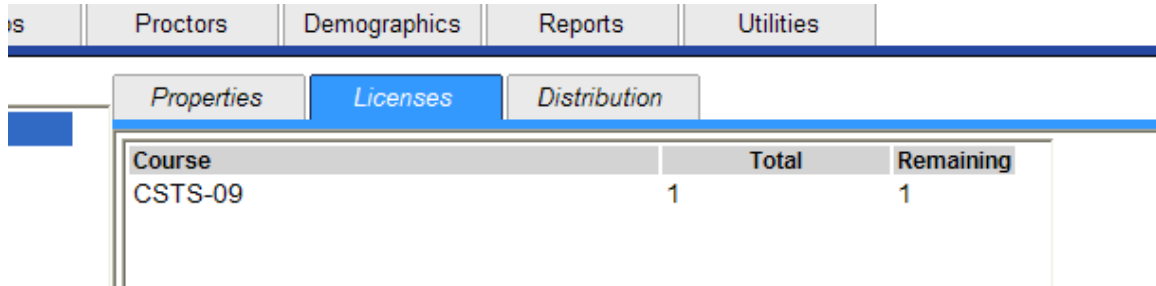 Proctors Demographics Reports Utilities
Properties Licenses Distribution
Course Total Remaining
CSTS-09 1 1